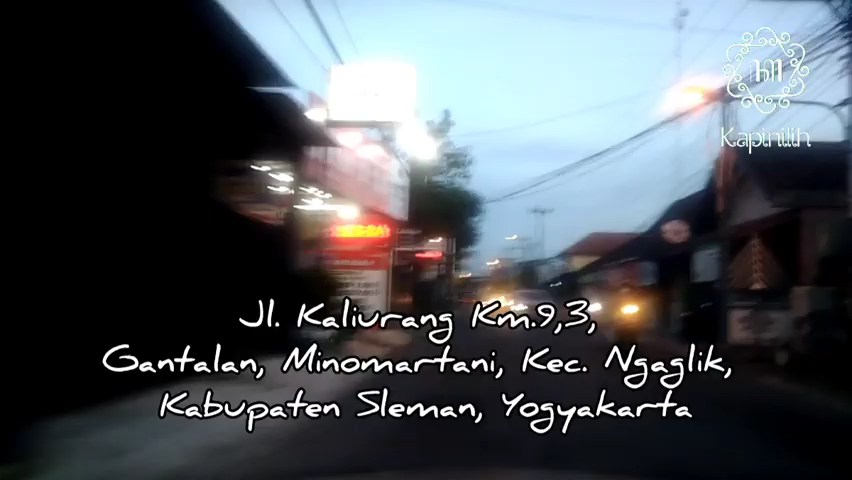 Kapinilih
Jl. Kaliurang Km.9,3,
Gantalan, Minomartani, Kec. Ngaglik,
Kabupaten Sleman, Yogyakarta